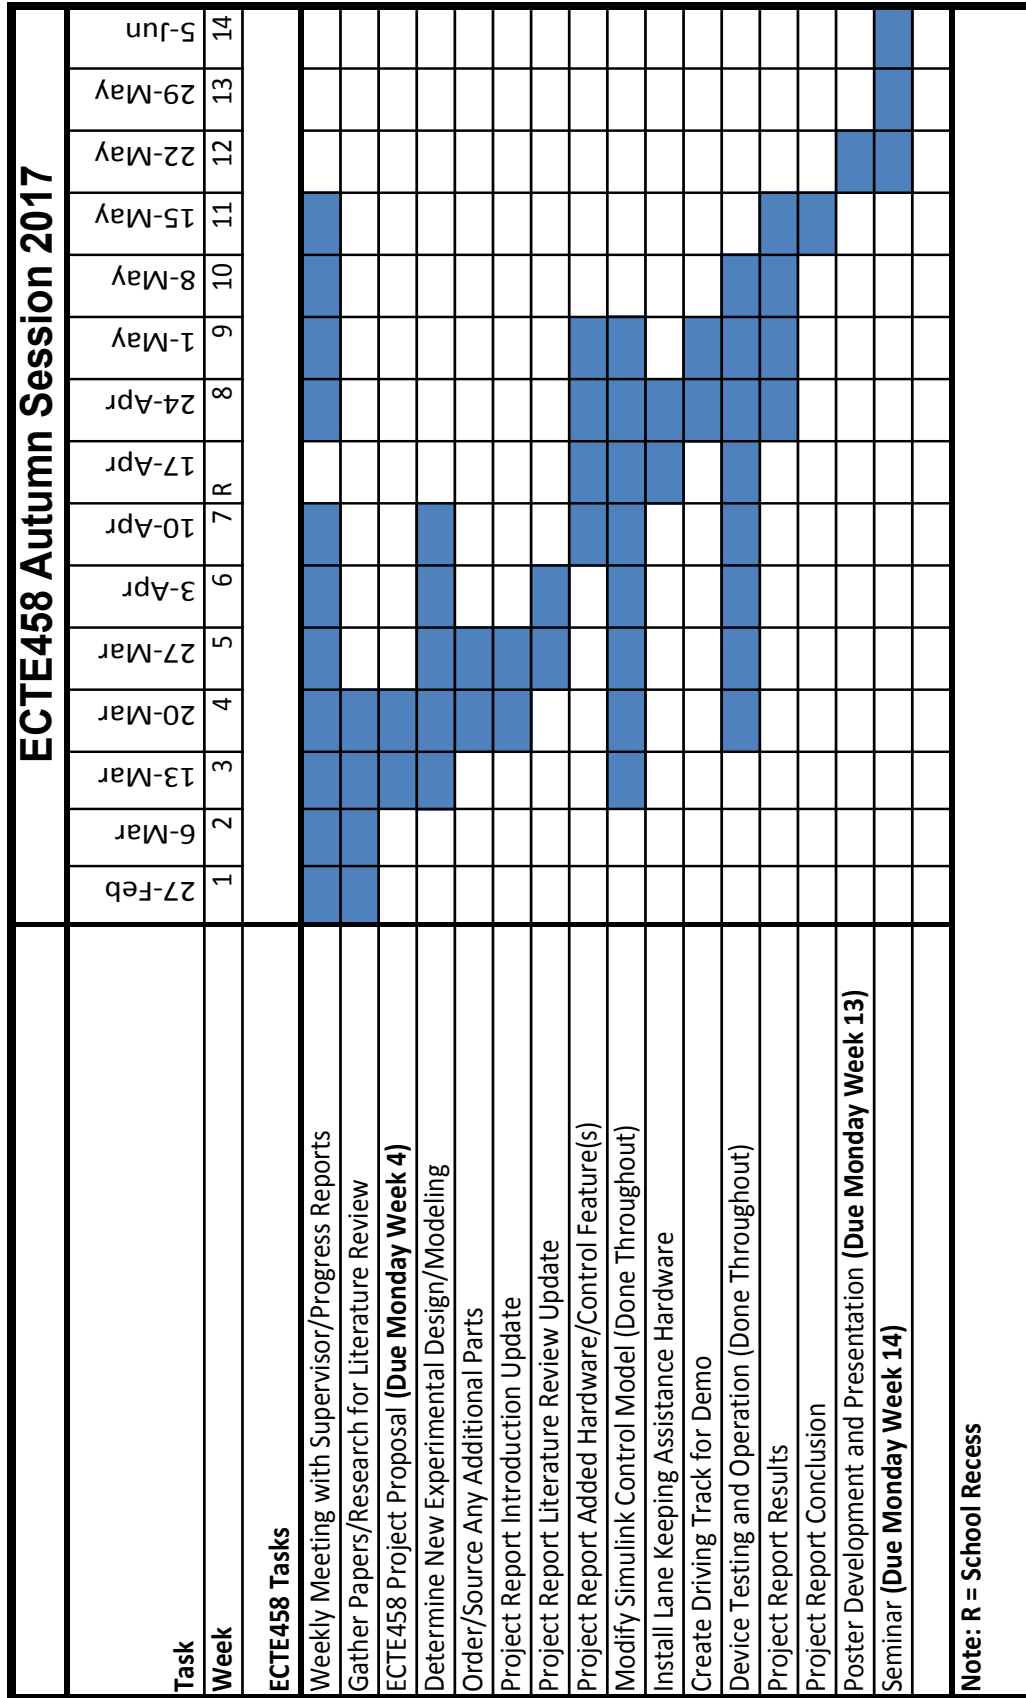 ECTE458 Autumn Session 2017
Task 27-Feb 6-Mar 13-Mar 20-Mar 27-Mar 3-Apr 10-Apr 17-Apr 24-Apr 1-May 8-May 15-May 22-May 29-May 5-Jun
Week 1 2 3 4 5 6 7 R 8 9 10 11 12 13 14
ECTE458 Tasks
Weekly Meeting with Supervisor/Progress Reports
Gather Papers/Research for Literature Review
ECTE458 Project Proposal (Due Monday Week 4)
Determine New Experimental Design/Modeling
Order/Source Any Additional Parts
Project Report Introduction Update
Project Report Literature Review Update
Project Report Added Hardware/Control Feature(s)
Modify Simulink Control Model (Done Throughout)
Install Lane Keeping Assistance Hardware
Create Driving Track for Demo
Device Testing and Operation (Done Throughout)
Project Report Results
Project Report Conclusion
Poster Development and Presentation (Due Monday Week 13)
Seminar (Due Monday Week 14)
Note: R = School Recess